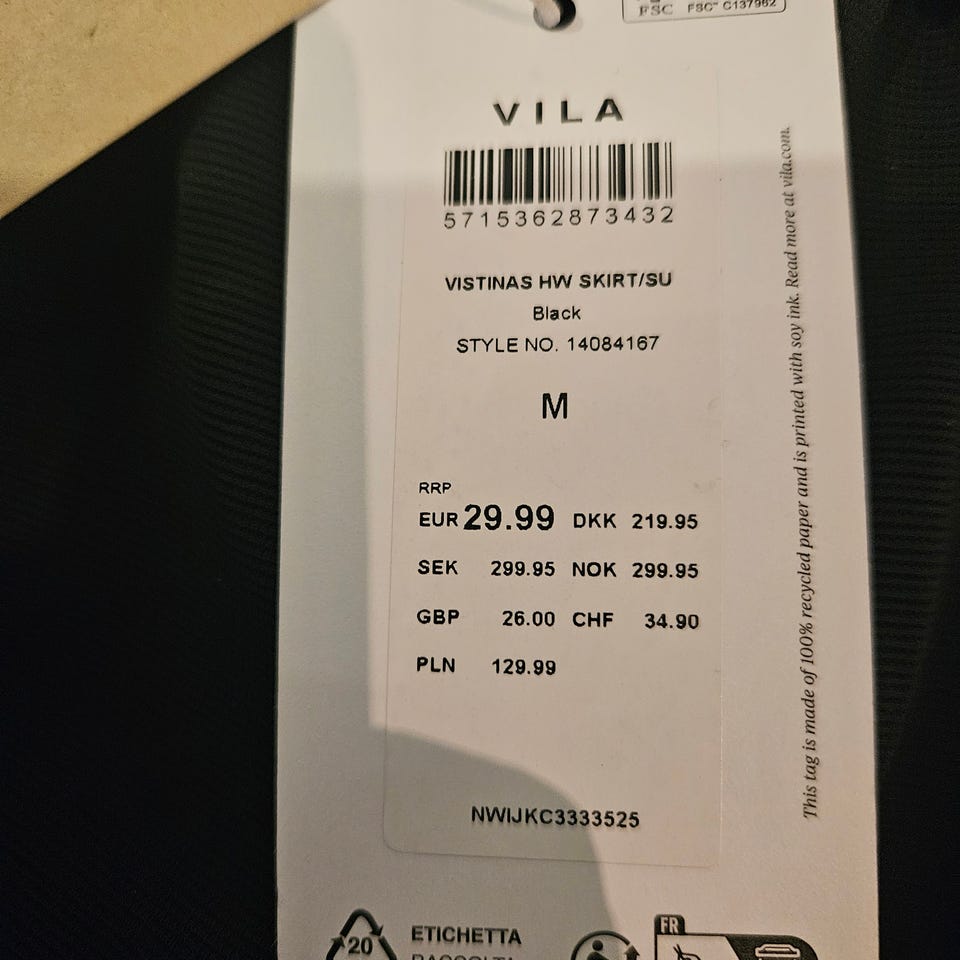 FSC FSC™ C137962
VILA
5715362873432
VISTINAS HW SKIRT/SU
Black
STYLE NO. 14084167
M
RRP
EUR 29.99 DKK 219.95
SEK 299.95 NOK 299.95
GBP 26.00 CHF 34.90
PLN 129.99
NWIJKC3333525
This tag is made of 100% recycled paper and is printed with soy ink. Read more at vila.com.
20
ETICHETTA
FR